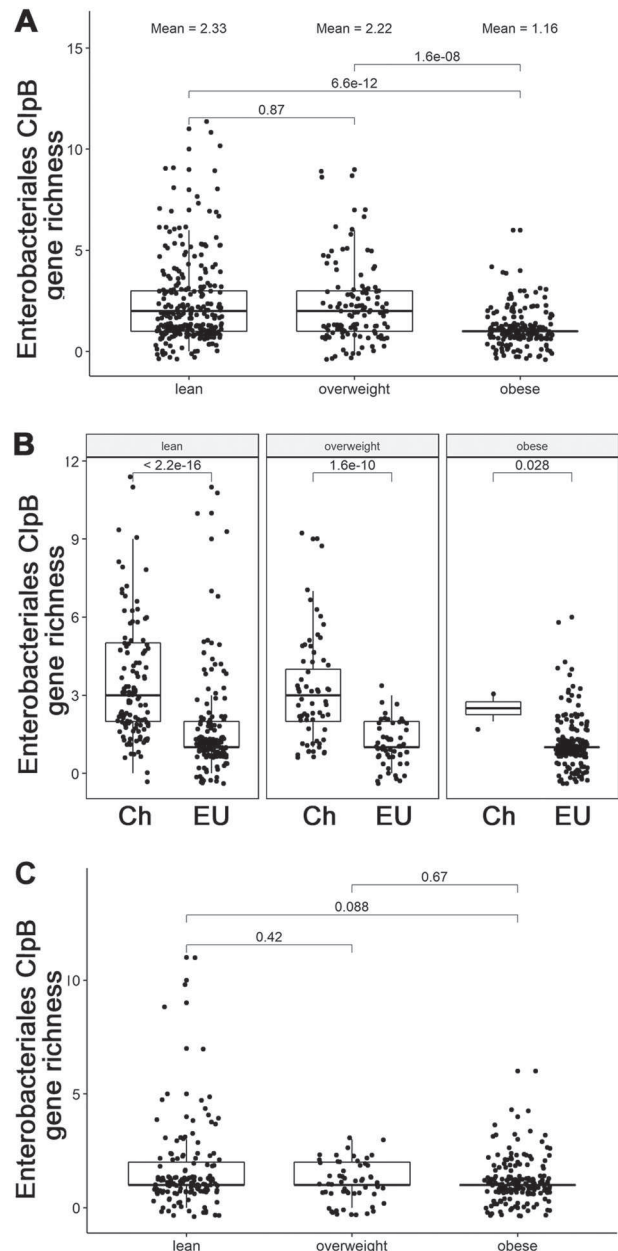 A
Mean = 2.33 Mean = 2.22 Mean = 1.16
1.6e-08
6.6e-12
0.87
Enterobacteriales ClpB
gene richness
15
10
5
0
lean overweight obese
B
lean overweight obese
< 2.2e-16 1.6e-10 0.028
Enterobacteriales ClpB
gene richness
12
9
6
3
0
Ch EU Ch EU Ch EU
C
0.67
0.088
0.42
Enterobacteriales ClpB
gene richness
10
5
0
lean overweight obese